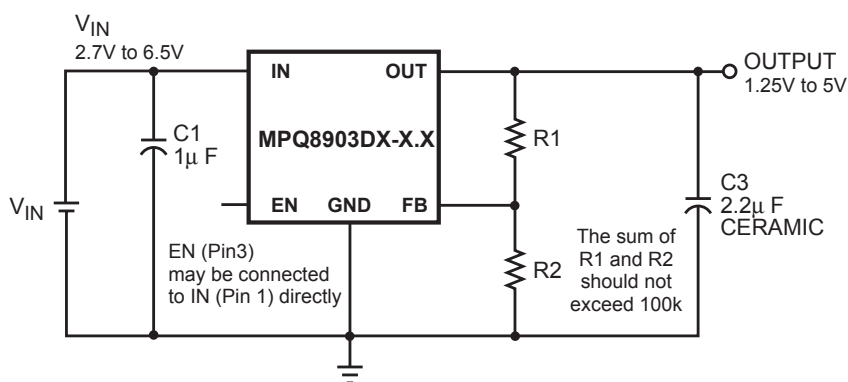 VIN
2.7V to 6.5V
IN
OUT
OUTPUT
1.25V to 5V
C1
1μ F
MPQ8903DX-X.X
R1
VIN
EN
GND
FB
C3
2.2μ F
CERAMIC
EN (Pin3)
may be connected
to IN (Pin 1) directly
R2
The sum of
R1 and R2
should not
exceed 100k